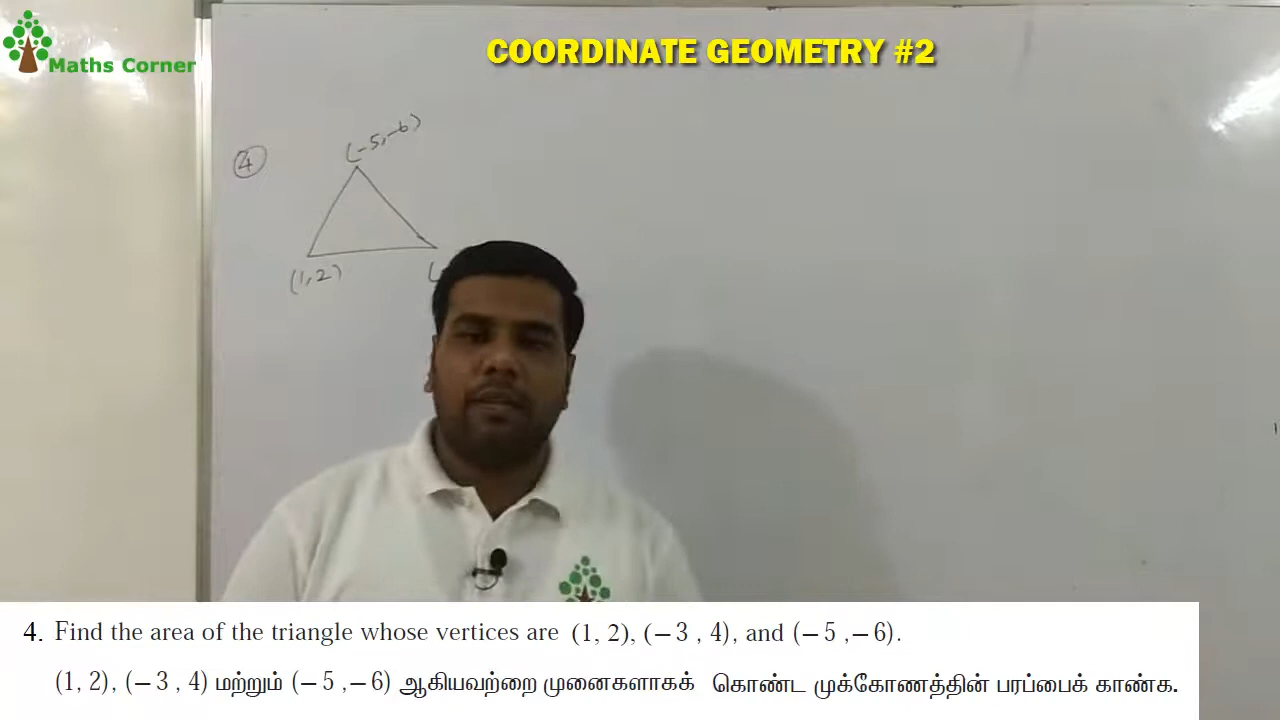 Maths Corner
COORDINATE GEOMETRY #2
4
(-5,-6)
(1,2)
(
4. Find the area of the triangle whose vertices are (1, 2), (−3 , 4), and (−5 ,−6).
(1, 2), (−3 , 4) மற்றும் (−5 ,−6) ஆகியவற்றை முனைகளாகக் கொண்ட முக்கோணத்தின் பரப்பைக் காண்க.